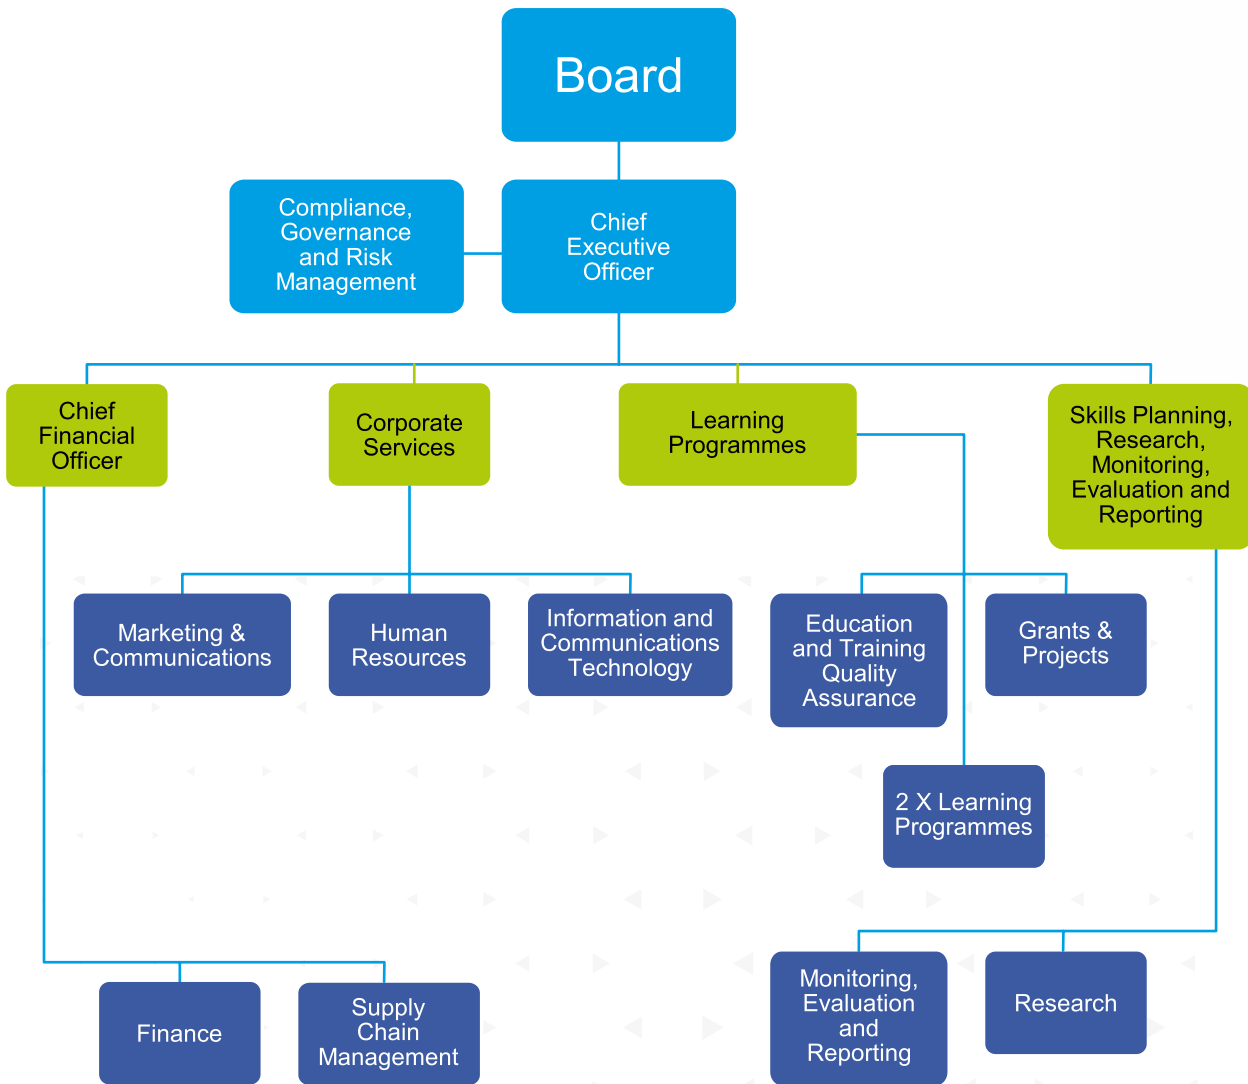 Board
Compliance,
Governance
and Risk
Management
Chief
Executive
Officer
Chief
Financial
Officer
Corporate
Services
Learning
Programmes
Skills Planning,
Research,
Monitoring,
Evaluation and
Reporting
Marketing &
Communications
Human
Resources
Information and
Communications
Technology
Education
and Training
Quality
Assurance
Grants &
Projects
2 X Learning
Programmes
Finance
Supply
Chain
Management
Monitoring,
Evaluation
and
Reporting
Research